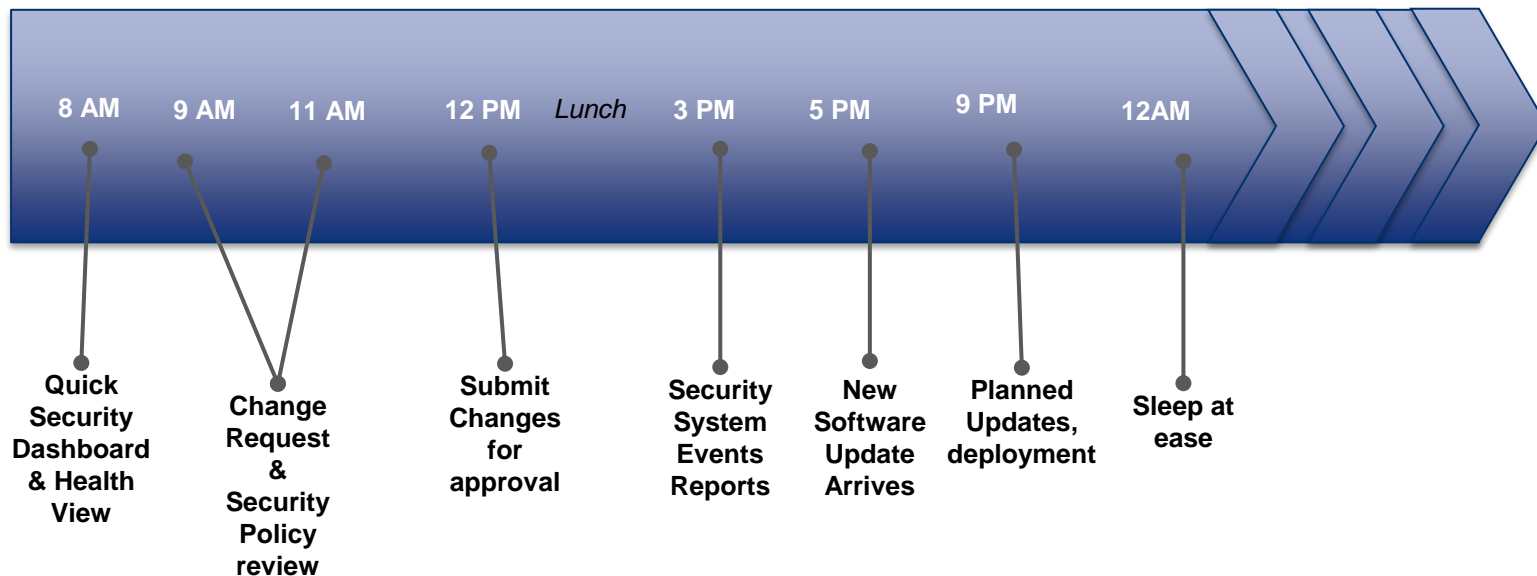 8 AM
9 AM
11 AM
12 PM
Lunch
3 PM
5 PM
9 PM
12AM
Quick
Security
Dashboard
& Health
View
Change
Request
&
Security
Policy
review
Submit
Changes
for
approval
Security
System
Events
Reports
New
Software
Update
Arrives
Planned
Updates,
deployment
Sleep at
ease